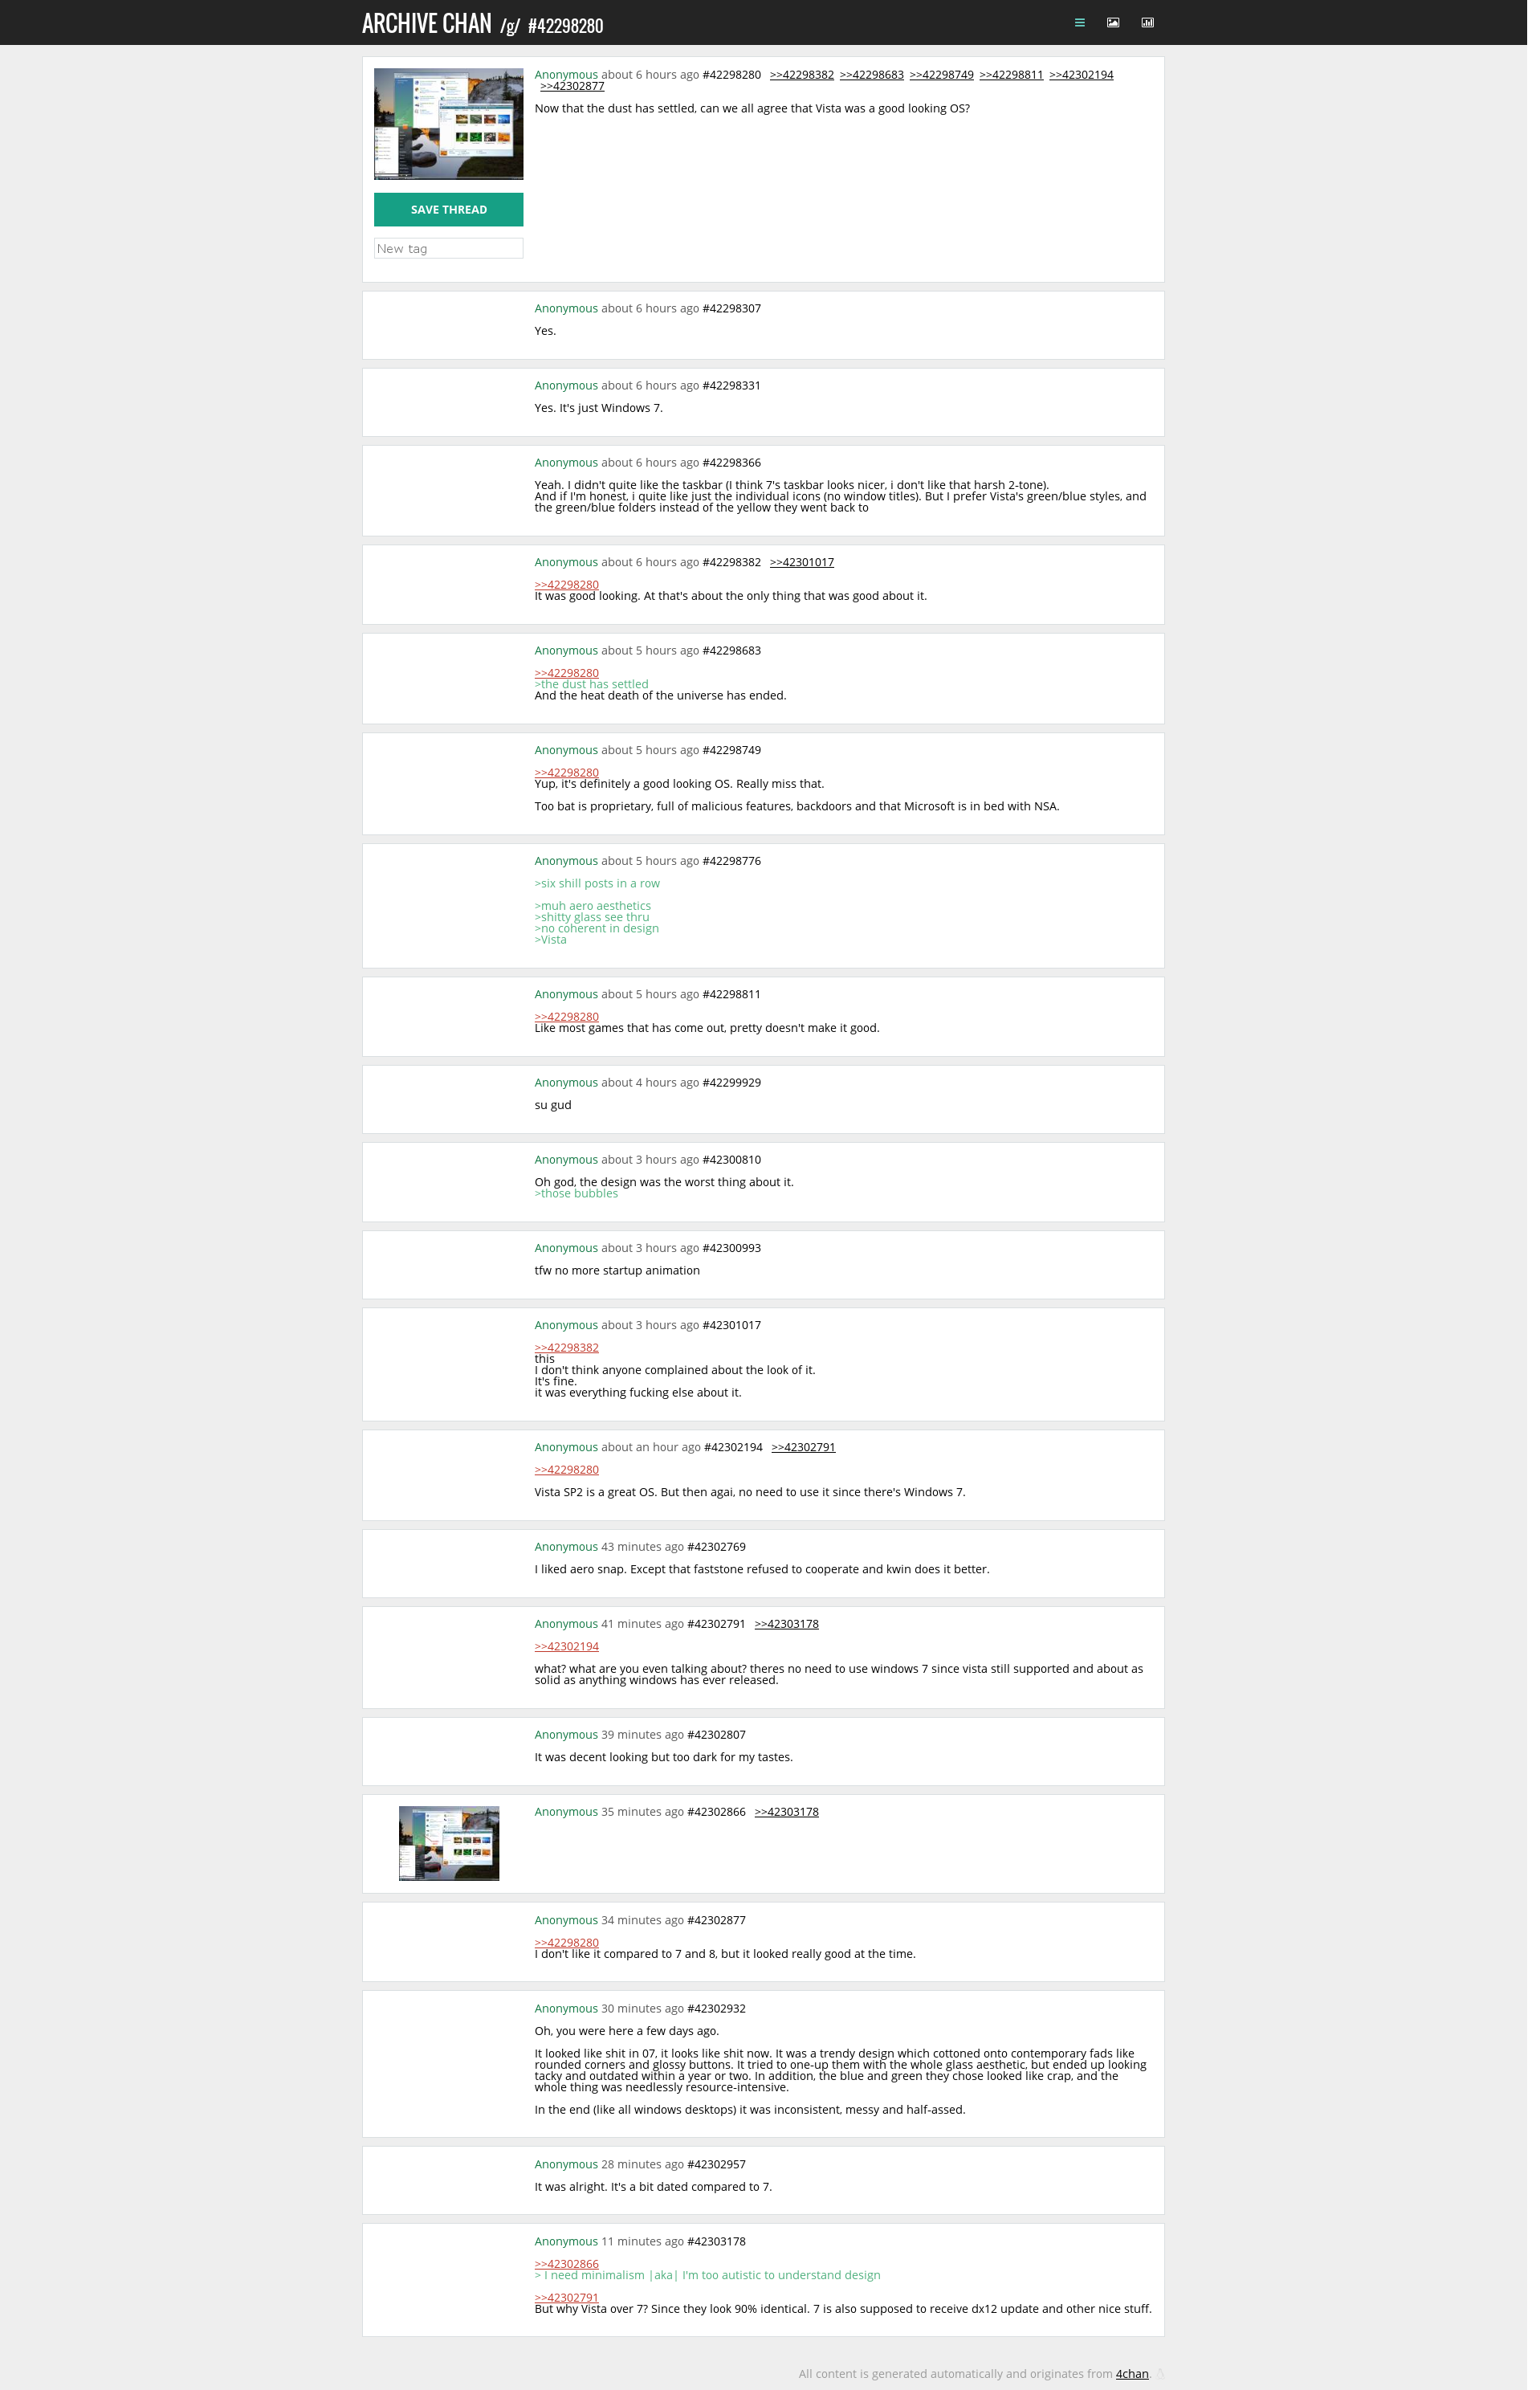 ARCHIVE CHAN /g/ #42298280
Anonymous about 6 hours ago #42298280 >>42298382 >>42298683 >>42298749 >>42298811 >>42302194
>>42302877
Now that the dust has settled, can we all agree that Vista was a good looking OS?
SAVE THREAD
New tag
Anonymous about 6 hours ago #42298307
Yes.
Anonymous about 6 hours ago #42298331
Yes. It's just Windows 7.
Anonymous about 6 hours ago #42298366
Yeah. I didn't quite like the taskbar (I think 7's taskbar looks nicer, i don't like that harsh 2-tone).
And if I'm honest, i quite like just the individual icons (no window titles). But I prefer Vista's green/blue styles, and
the green/blue folders instead of the yellow they went back to
Anonymous about 6 hours ago #42298382 >>42301017
>>42298280
It was good looking. At that's about the only thing that was good about it.
Anonymous about 5 hours ago #42298683
>>42298280
>the dust has settled
And the heat death of the universe has ended.
Anonymous about 5 hours ago #42298749
>>42298280
Yup, it's definitely a good looking OS. Really miss that.
Too bat is proprietary, full of malicious features, backdoors and that Microsoft is in bed with NSA.
Anonymous about 5 hours ago #42298776
>six shill posts in a row
>muh aero aesthetics
>shitty glass see thru
>no coherent in design
>Vista
Anonymous about 5 hours ago #42298811
>>42298280
Like most games that has come out, pretty doesn't make it good.
Anonymous about 4 hours ago #42299929
su gud
Anonymous about 3 hours ago #42300810
Oh god, the design was the worst thing about it.
>those bubbles
Anonymous about 3 hours ago #42300993
tfw no more startup animation
Anonymous about 3 hours ago #42301017
>>42298382
this
I don't think anyone complained about the look of it.
It's fine.
it was everything fucking else about it.
Anonymous about an hour ago #42302194 >>42302791
>>42298280
Vista SP2 is a great OS. But then agai, no need to use it since there's Windows 7.
Anonymous 43 minutes ago #42302769
I liked aero snap. Except that faststone refused to cooperate and kwin does it better.
Anonymous 41 minutes ago #42302791 >>42303178
>>42302194
what? what are you even talking about? theres no need to use windows 7 since vista still supported and about as
solid as anything windows has ever released.
Anonymous 39 minutes ago #42302807
It was decent looking but too dark for my tastes.
Anonymous 35 minutes ago #42302866 >>42303178
Anonymous 34 minutes ago #42302877
>>42298280
I don't like it compared to 7 and 8, but it looked really good at the time.
Anonymous 30 minutes ago #42302932
Oh, you were here a few days ago.
It looked like shit in 07, it looks like shit now. It was a trendy design which cottoned onto contemporary fads like
rounded corners and glossy buttons. It tried to one-up them with the whole glass aesthetic, but ended up looking
tacky and outdated within a year or two. In addition, the blue and green they chose looked like crap, and the
whole thing was needlessly resource-intensive.
In the end (like all windows desktops) it was inconsistent, messy and half-assed.
Anonymous 28 minutes ago #42302957
It was alright. It's a bit dated compared to 7.
Anonymous 11 minutes ago #42303178
>>42302866
> I need minimalism |aka| I'm too autistic to understand design
>>42302791
But why Vista over 7? Since they look 90% identical. 7 is also supposed to receive dx12 update and other nice stuff.
All content is generated automatically and originates from 4chan.